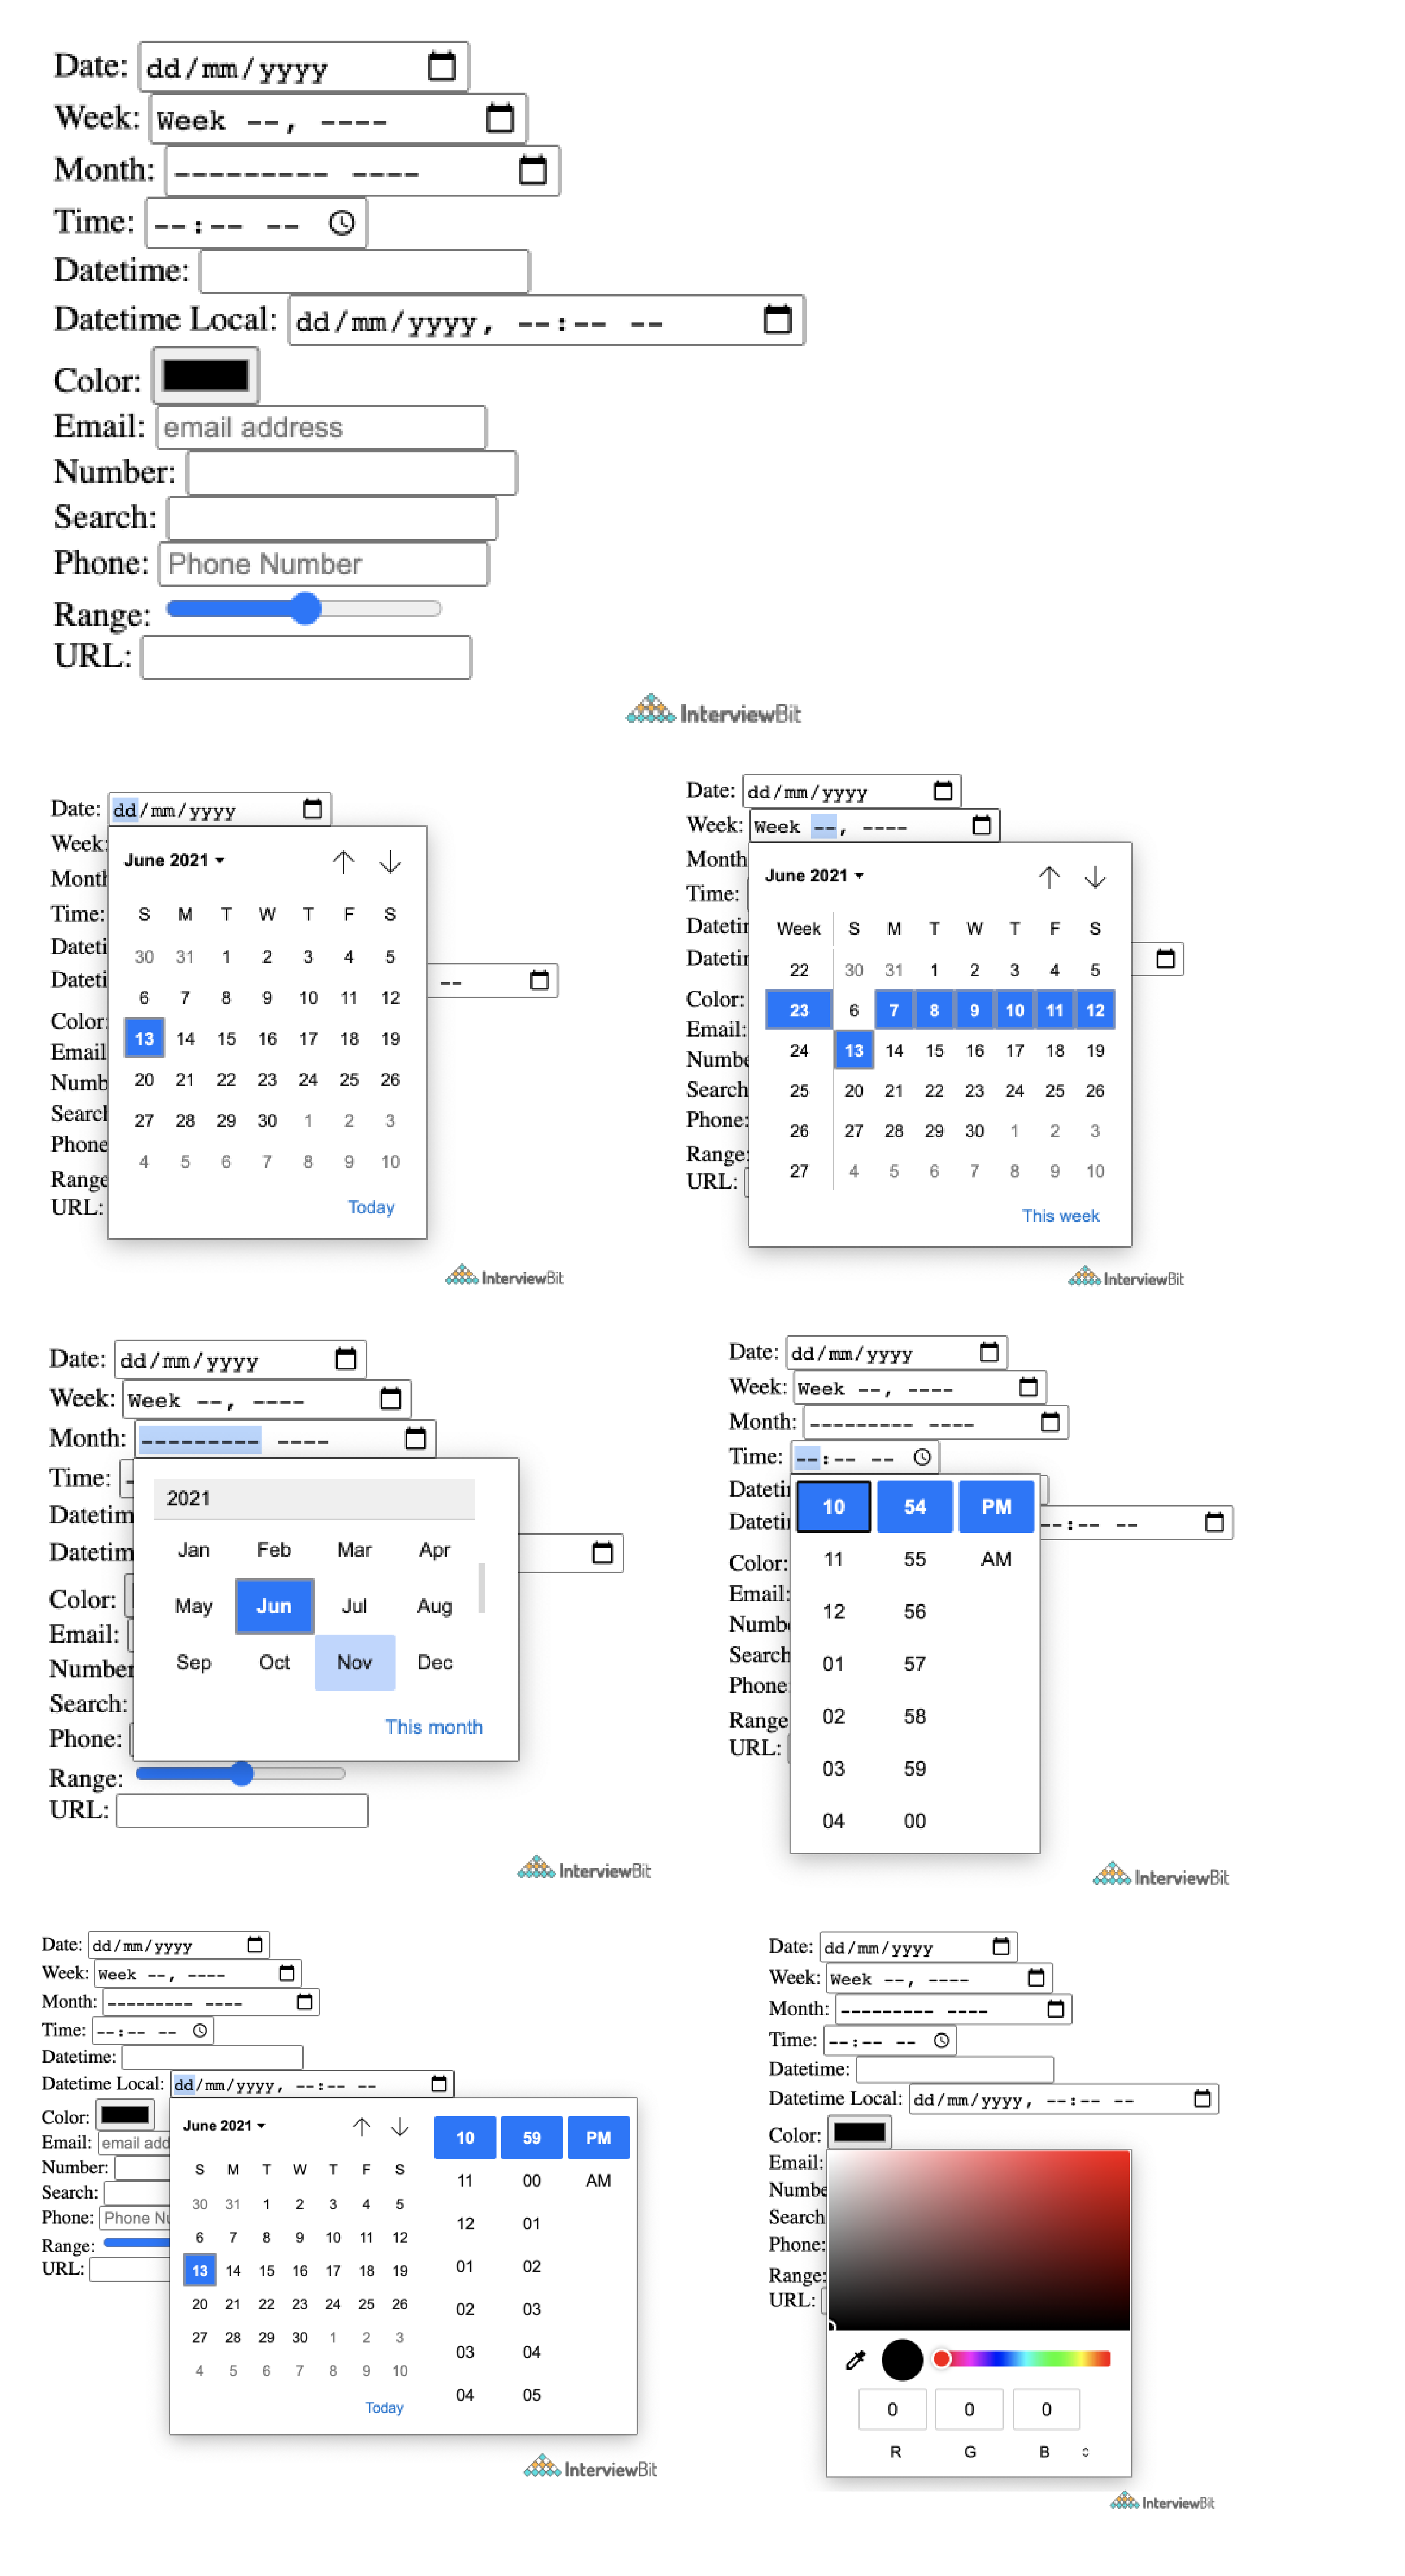 Date: dd/mm/yyyy
Week: Week --, ----
Month: --------- ----
Time: --:-- --
Datetime:
Datetime Local: dd/mm/yyyy, --:-- --
Color:
Email: email address
Number:
Search:
Phone: Phone Number
Range:
URL:
InterviewBit
Date: dd/mm/yyyy
Week:
Month
Time:
Dateti
Dateti
Color:
Email
Numb
Search
Phone
Range
URL:
June 2021
S M T W T F S
30 31 1 2 3 4 5
6 7 8 9 10 11 12
13 14 15 16 17 18 19
20 21 22 23 24 25 26
27 28 29 30 1 2 3
4 5 6 7 8 9 10
Today
--
InterviewBit
Date: dd/mm/yyyy
Week: Week --, ----
Month
Time:
Datetim
Datetim
Color:
Email:
Numbe
Search
Phone:
Range:
URL:
June 2021
Week S M T W T F S
22 30 31 1 2 3 4 5
23 6 7 8 9 10 11 12
24 13 14 15 16 17 18 19
25 20 21 22 23 24 25 26
26 27 28 29 30 1 2 3
27 4 5 6 7 8 9 10
This week
InterviewBit
Date: dd/mm/yyyy
Week: Week --, ----
Month: --------- ----
Time: -
Datetim
Datetim
Color:
Email:
Number
Search:
Phone:
Range:
URL:
2021
Jan Feb Mar Apr
May Jun Jul Aug
Sep Oct Nov Dec
This month
InterviewBit
Date: dd/mm/yyyy
Week: Week --, ----
Month: --------- ----
Time: --:-- --
Dateti
Dateti
--:-- --
Color:
Email:
Numbe
Search
Phone
Range
URL:
10 54 PM
11 55 AM
12 56
01 57
02 58
03 59
04 00
InterviewBit
Date: dd/mm/yyyy
Week: Week --, ----
Month: --------- ----
Time: --:-- --
Datetime:
Datetime Local: dd/mm/yyyy, --:-- --
Color:
Email: email add
Number:
Search:
Phone: Phone Nu
Range:
URL:
June 2021
S M T W T F S
30 31 1 2 3 4 5
6 7 8 9 10 11 12
13 14 15 16 17 18 19
20 21 22 23 24 25 26
27 28 29 30 1 2 3
4 5 6 7 8 9 10
Today
10 59 PM
11 00 AM
12 01
01 02
02 03
03 04
04 05
InterviewBit
Date: dd/mm/yyyy
Week: Week --, ----
Month: --------- ----
Time: --:-- --
Datetime:
Datetime Local: dd/mm/yyyy, --:-- --
Color:
Email:
Numbe
Search
Phone:
Range:
URL:
0 0 0
R G B
InterviewBit